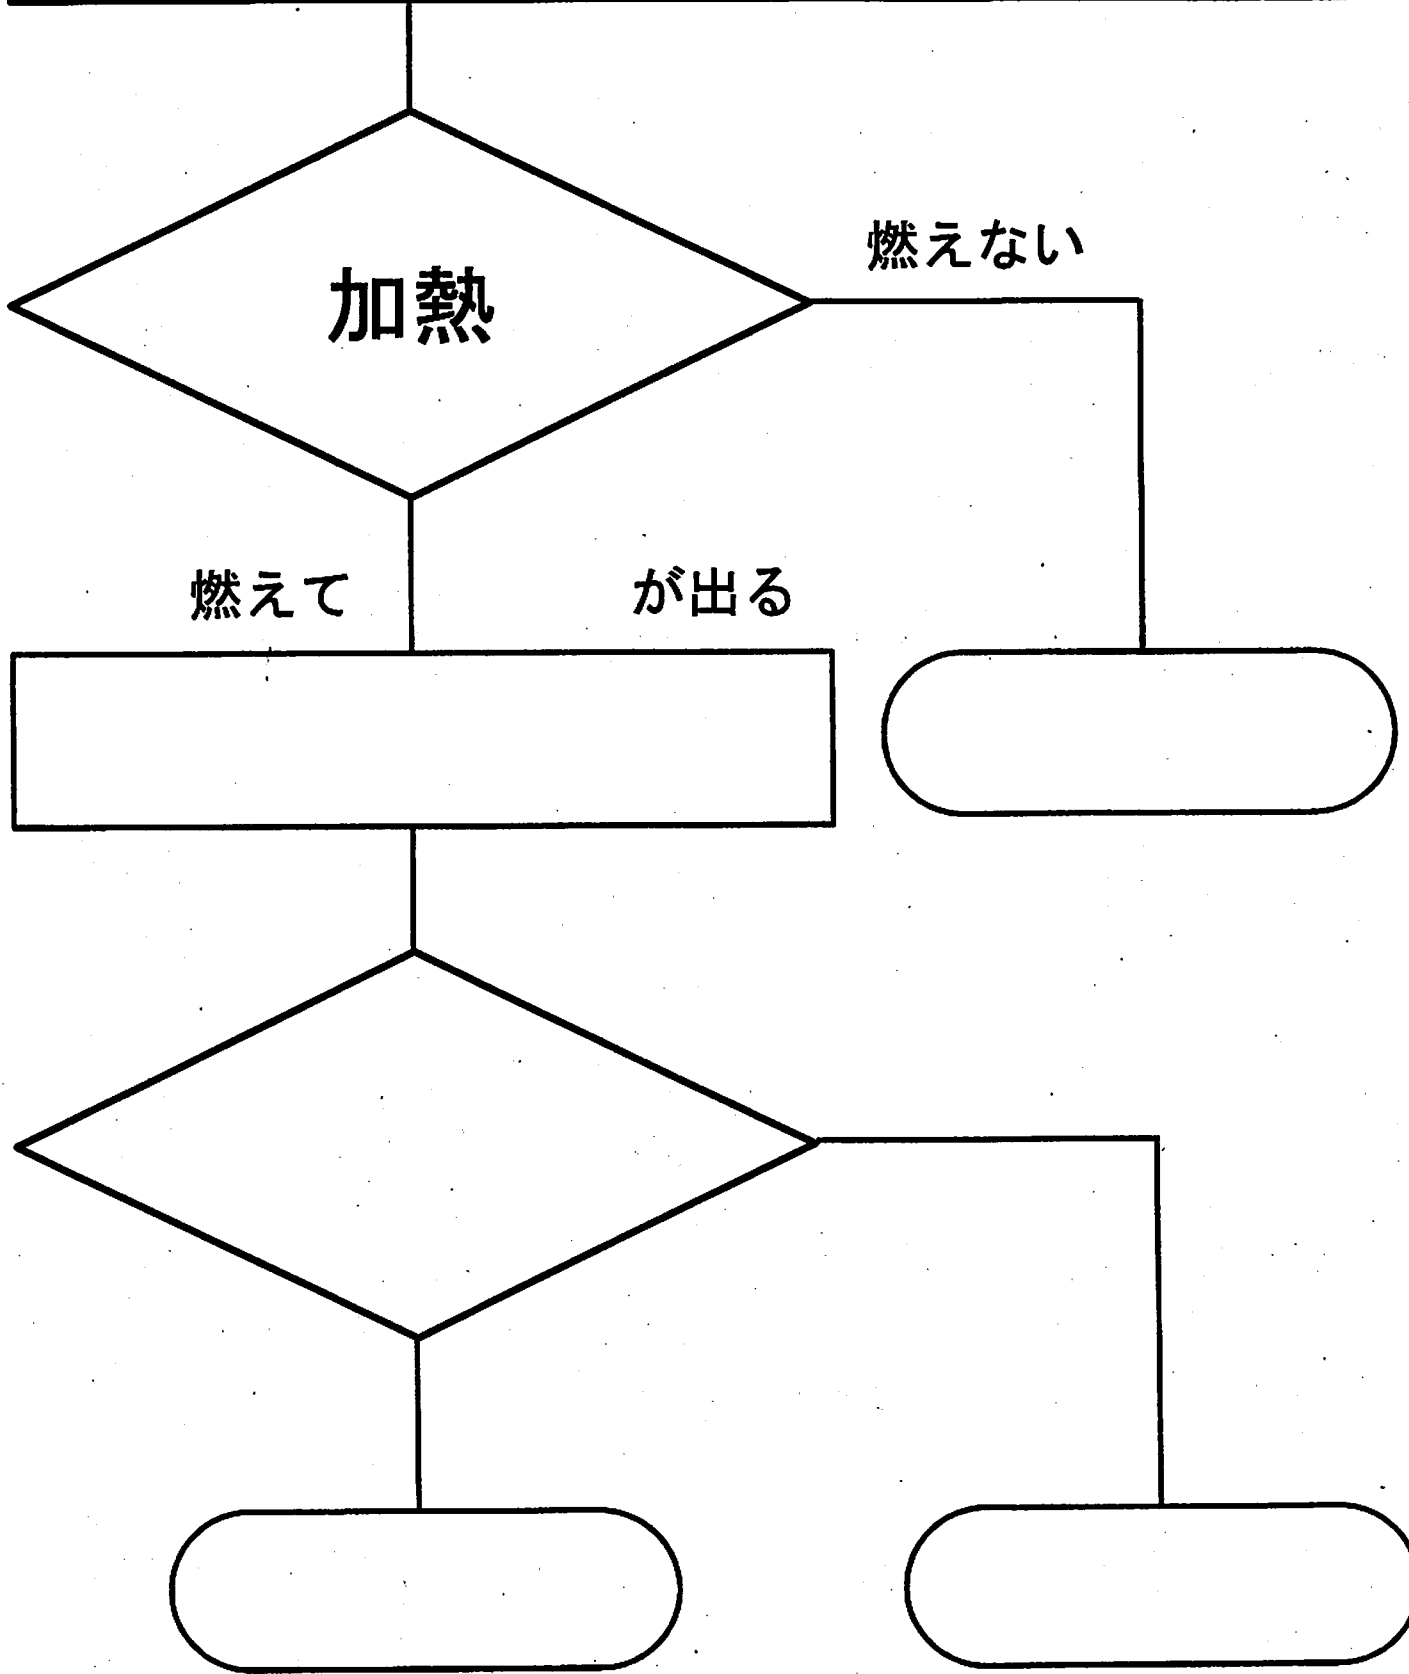 燃えない
加熱
燃えて　が出る